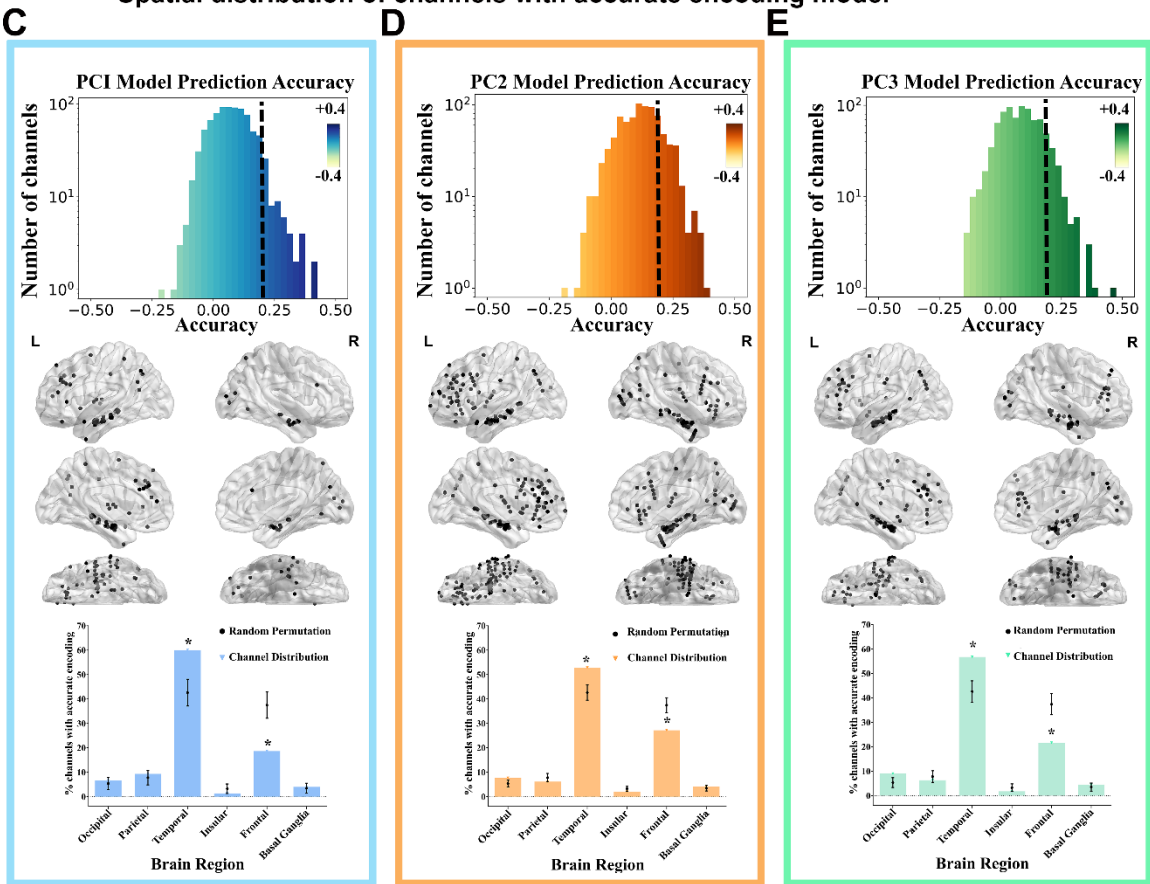 Spatial distribution of channels with accurate encoding model
C
D
E
PCI Model Prediction Accuracy
Number of channels
10²
10¹
10⁰
+0.4
-0.4
−0.50 −0.25 0.00 0.25 0.50
Accuracy
L R
70
60
50
40
30
20
10
0
% channels with accurate encoding
Random Permutation
Channel Distribution
*
*
Occipital Parietal Temporal Insular Frontal Basal Ganglia
Brain Region
PC2 Model Prediction Accuracy
Number of channels
10²
10¹
10⁰
+0.4
-0.4
−0.50 −0.25 0.00 0.25 0.50
Accuracy
L R
70
60
50
40
30
20
10
0
% channels with accurate encoding
Random Permutation
Channel Distribution
*
*
Occipital Parietal Temporal Insular Frontal Basal Ganglia
Brain Region
PC3 Model Prediction Accuracy
Number of channels
10²
10¹
10⁰
+0.4
-0.4
−0.50 −0.25 0.00 0.25 0.50
Accuracy
L R
70
60
50
40
30
20
10
0
% channels with accurate encoding
Random Permutation
Channel Distribution
*
*
Occipital Parietal Temporal Insular Frontal Basal Ganglia
Brain Region